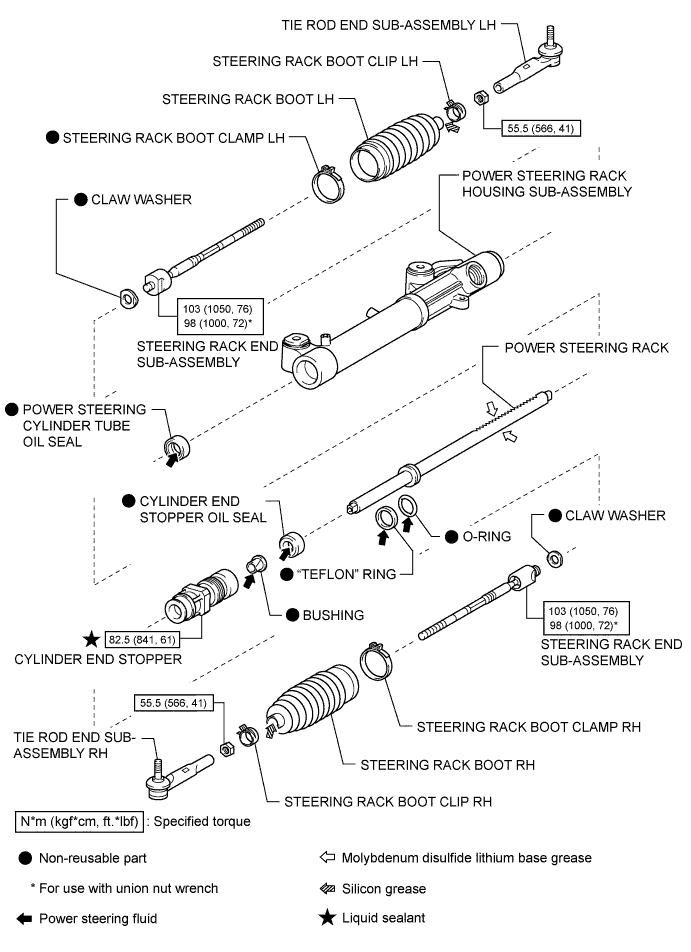 TIE ROD END SUB-ASSEMBLY LH
STEERING RACK BOOT CLIP LH
STEERING RACK BOOT LH
55.5 (566, 41)
STEERING RACK BOOT CLAMP LH
POWER STEERING RACK
HOUSING SUB-ASSEMBLY
CLAW WASHER
103 (1050, 76)
98 (1000, 72)*
STEERING RACK END
SUB-ASSEMBLY
POWER STEERING RACK
POWER STEERING
CYLINDER TUBE
OIL SEAL
CYLINDER END
STOPPER OIL SEAL
CLAW WASHER
O-RING
“TEFLON” RING
BUSHING
103 (1050, 76)
98 (1000, 72)*
STEERING RACK END
SUB-ASSEMBLY
82.5 (841, 61)
CYLINDER END STOPPER
55.5 (566, 41)
STEERING RACK BOOT CLAMP RH
TIE ROD END SUB-
ASSEMBLY RH
STEERING RACK BOOT RH
STEERING RACK BOOT CLIP RH
N*m (kgf*cm, ft.*lbf) : Specified torque
Non-reusable part
Molybdenum disulfide lithium base grease
* For use with union nut wrench
Silicon grease
Power steering fluid
Liquid sealant